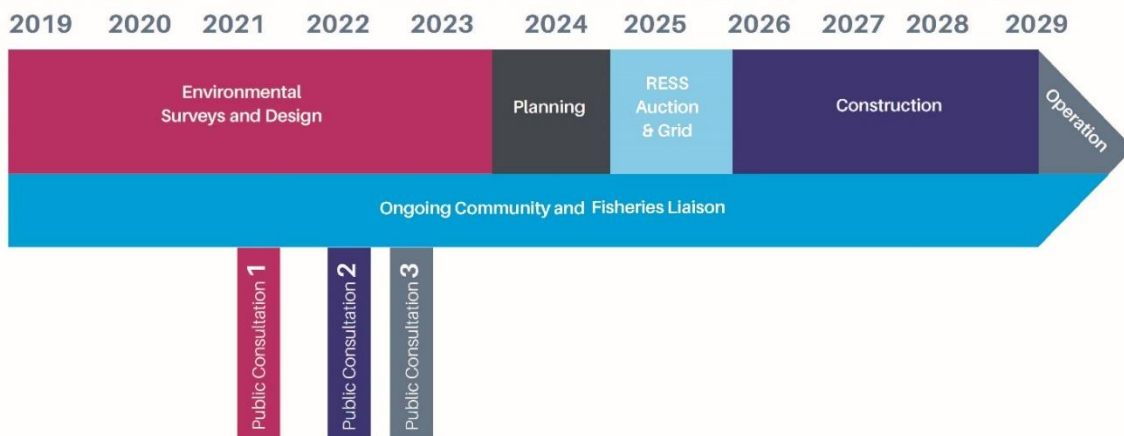 2019 2020 2021 2022 2023 2024 2025 2026 2027 2028 2029
Environmental
Surveys and Design
Planning
RESS
Auction
& Grid
Construction
Operation
Ongoing Community and Fisheries Liaison
Public Consultation 1
Public Consultation 2
Public Consultation 3